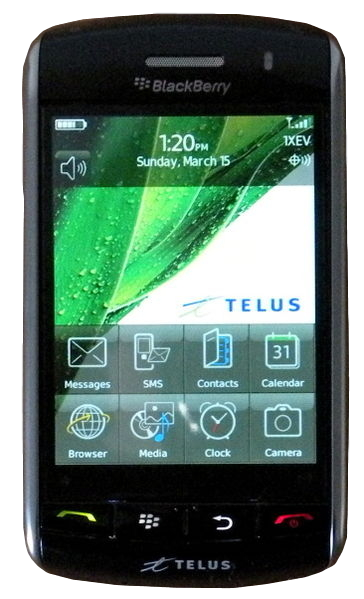 BlackBerry
1:20PM
1XEV
Sunday, March 15
TELUS
Messages SMS Contacts Calendar
31
Browser Media Clock Camera
TELUS